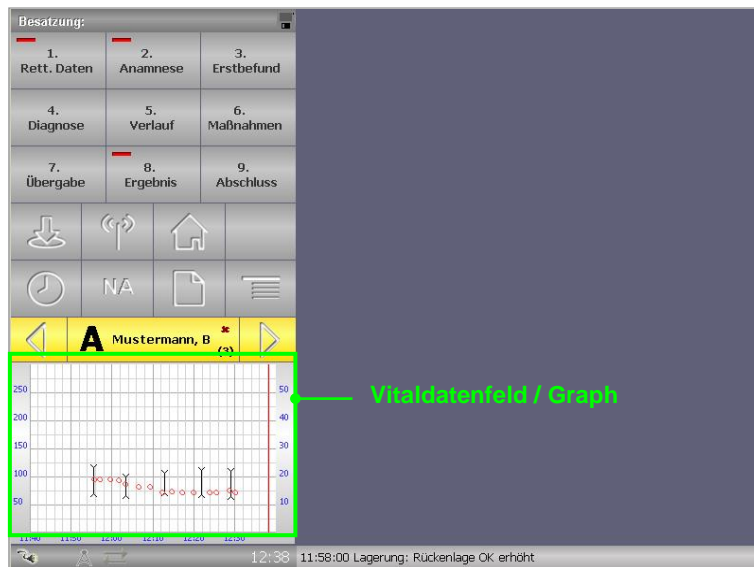 Besatzung:
1.
Rett. Daten
2.
Anamnese
3.
Erstbefund
4.
Diagnose
5.
Verlauf
6.
Maßnahmen
7.
Übergabe
8.
Ergebnis
9.
Abschluss
NA
A Mustermann, B
(3)
250
200
150
100
50
50
40
30
20
10
11:40 11:50 12:00 12:10 12:20 12:30
Vitaldatenfeld / Graph
12:38
11:58:00 Lagerung: Rückenlage OK erhöht